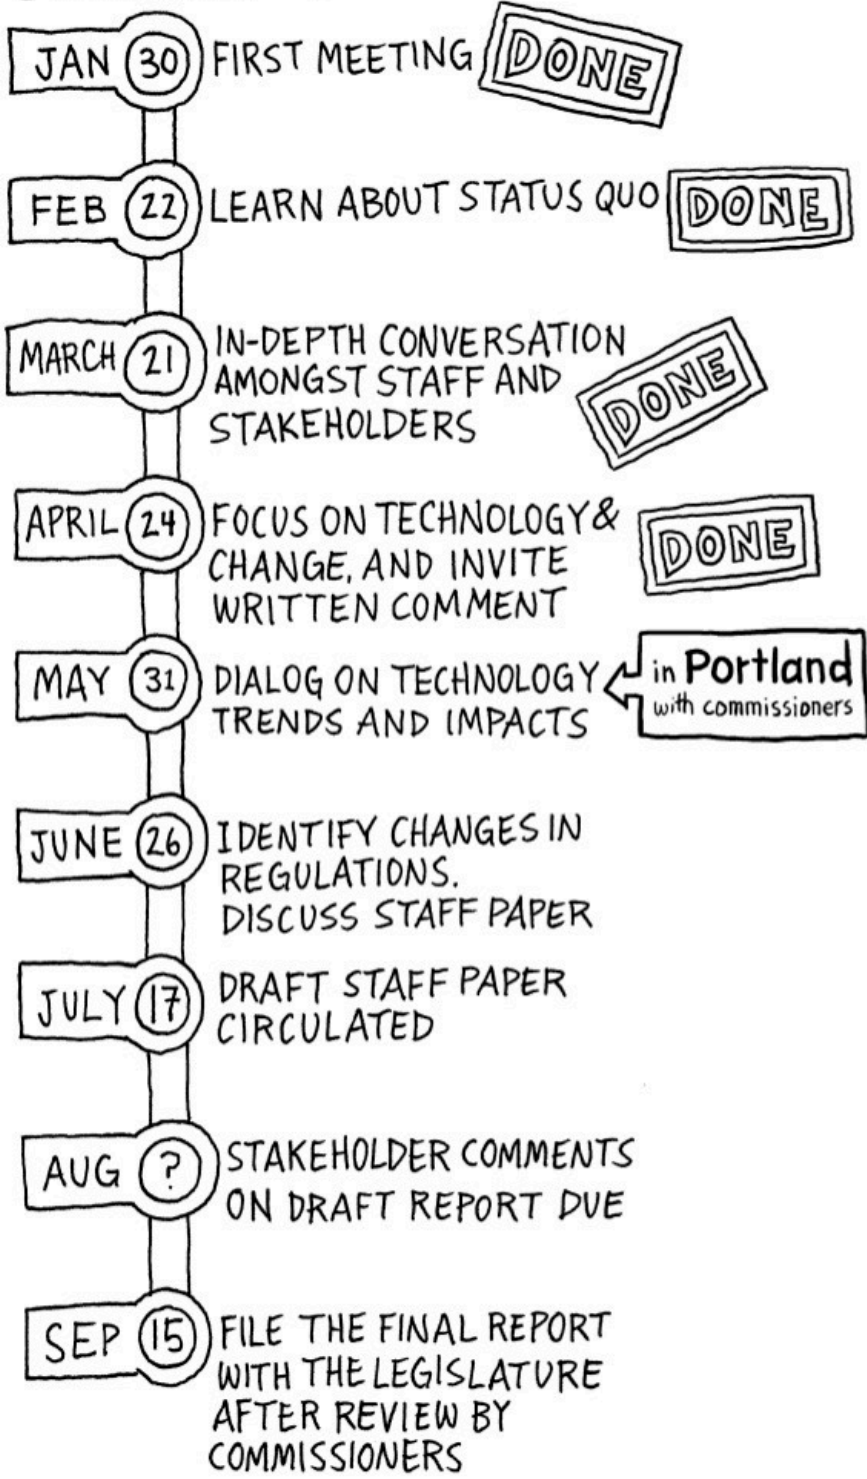 JAN 30 FIRST MEETING DONE
FEB 22 LEARN ABOUT STATUS QUO DONE
MARCH 21 IN-DEPTH CONVERSATION
AMONGST STAFF AND
STAKEHOLDERS
DONE
APRIL 24 FOCUS ON TECHNOLOGY &
CHANGE, AND INVITE
WRITTEN COMMENT
DONE
MAY 31 DIALOG ON TECHNOLOGY
TRENDS AND IMPACTS
in Portland
with commissioners
JUNE 26 IDENTIFY CHANGES IN
REGULATIONS.
DISCUSS STAFF PAPER
JULY 17 DRAFT STAFF PAPER
CIRCULATED
AUG ? STAKEHOLDER COMMENTS
ON DRAFT REPORT DUE
SEP 15 FILE THE FINAL REPORT
WITH THE LEGISLATURE
AFTER REVIEW BY
COMMISSIONERS